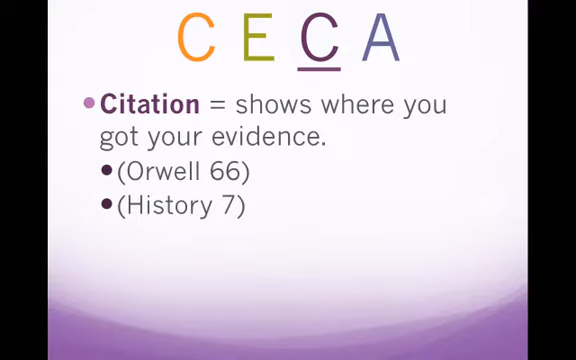 C E C A
Citation = shows where you
got your evidence.
(Orwell 66)
(History 7)